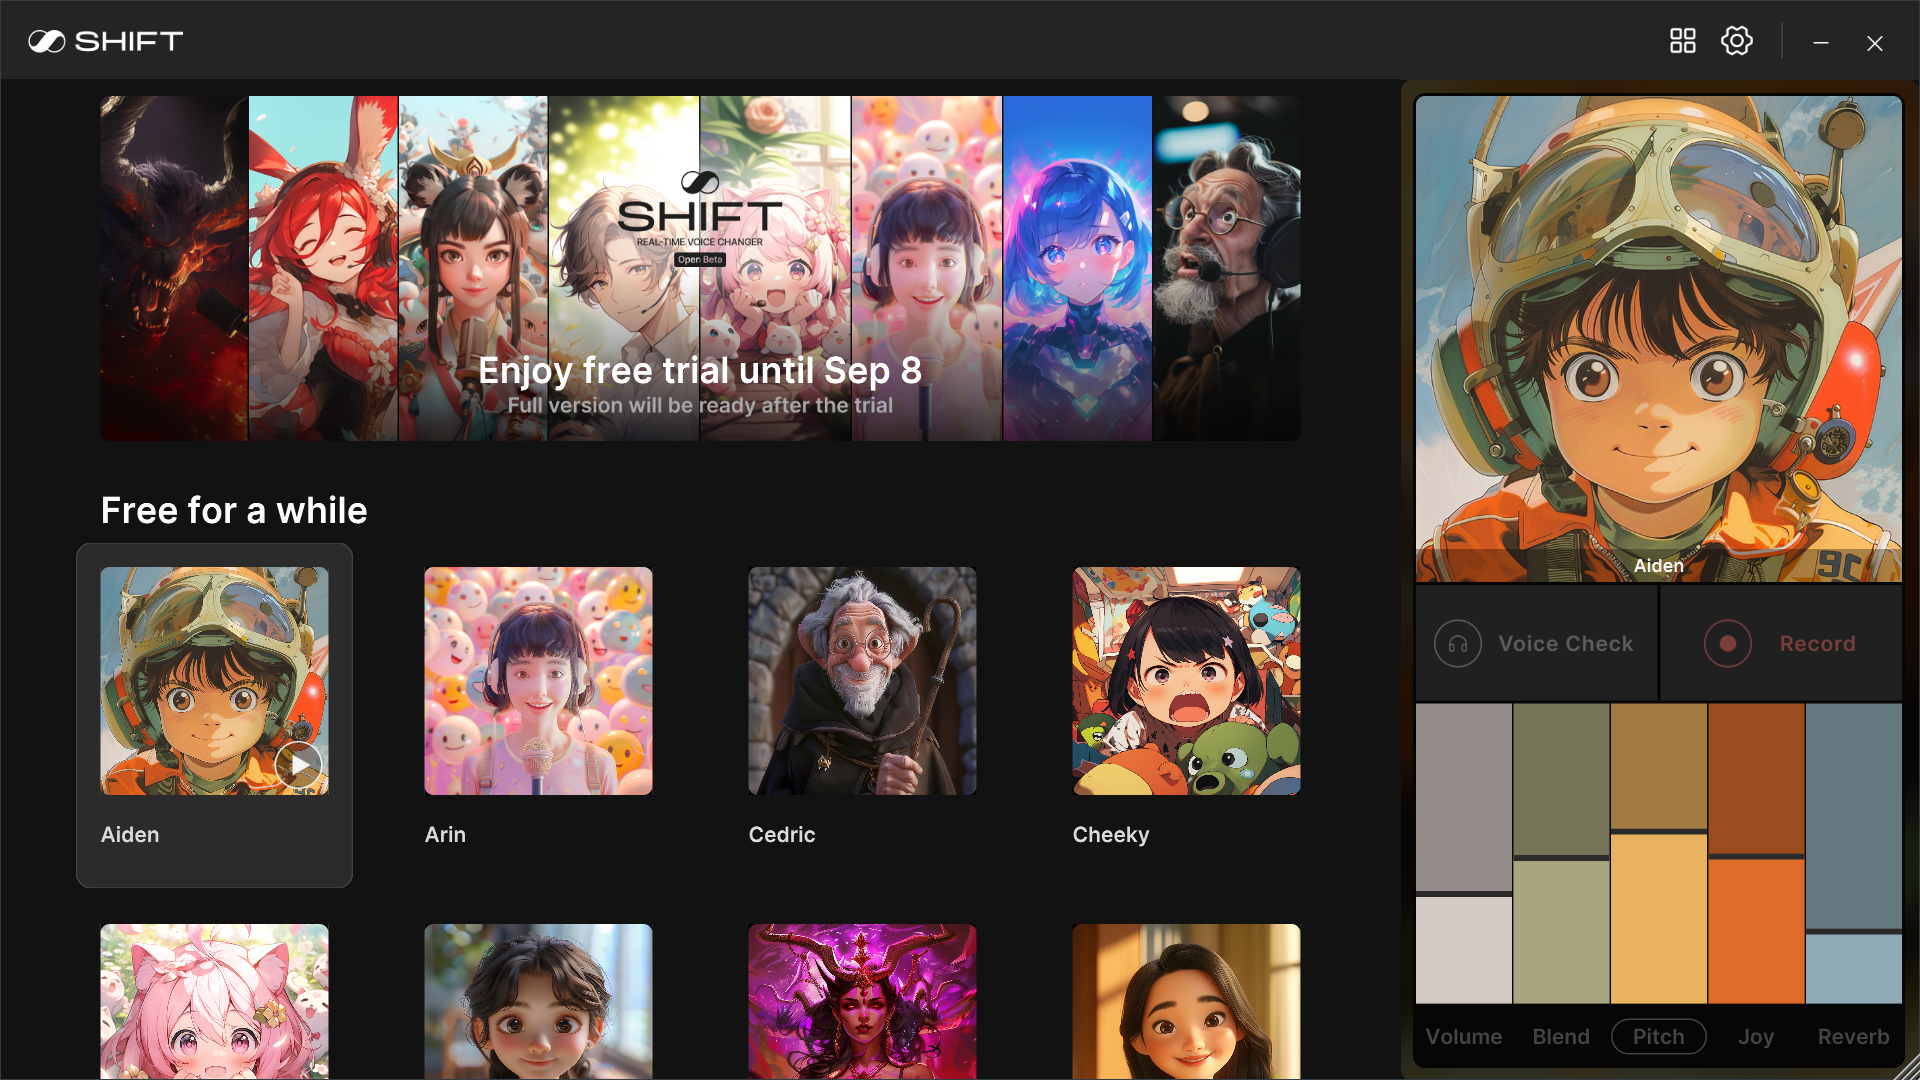 SHIFT
SHIFT
REAL-TIME VOICE CHANGER
Open Beta
Enjoy free trial until Sep 8
Full version will be ready after the trial
Free for a while
Aiden
Arin
Cedric
Cheeky
Aiden
Voice Check
Record
Volume
Blend
Pitch
Joy
Reverb